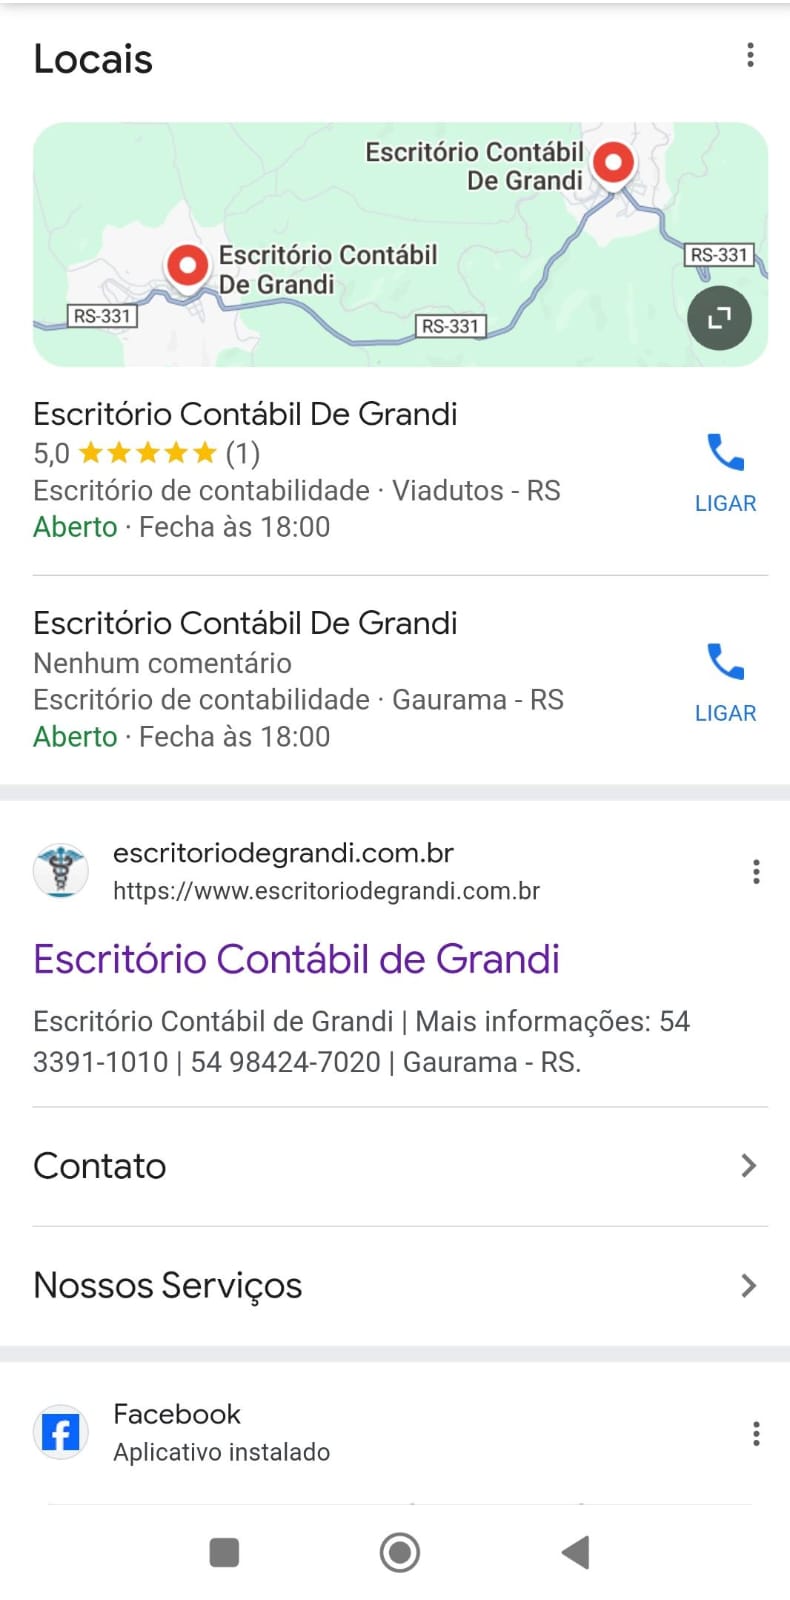 Locais
Escritório Contábil
De Grandi
Escritório Contábil
De Grandi
RS-331
RS-331
RS-331
Escritório Contábil De Grandi
5,0 ★★★★★ (1)
Escritório de contabilidade · Viadutos - RS
Aberto · Fecha às 18:00
LIGAR
Escritório Contábil De Grandi
Nenhum comentário
Escritório de contabilidade · Gaurama - RS
Aberto · Fecha às 18:00
LIGAR
escritoriodegrandi.com.br
https://www.escritoriodegrandi.com.br
Escritório Contábil de Grandi
Escritório Contábil de Grandi | Mais informações: 54
3391-1010 | 54 98424-7020 | Gaurama - RS.
Contato
Nossos Serviços
Facebook
Aplicativo instalado